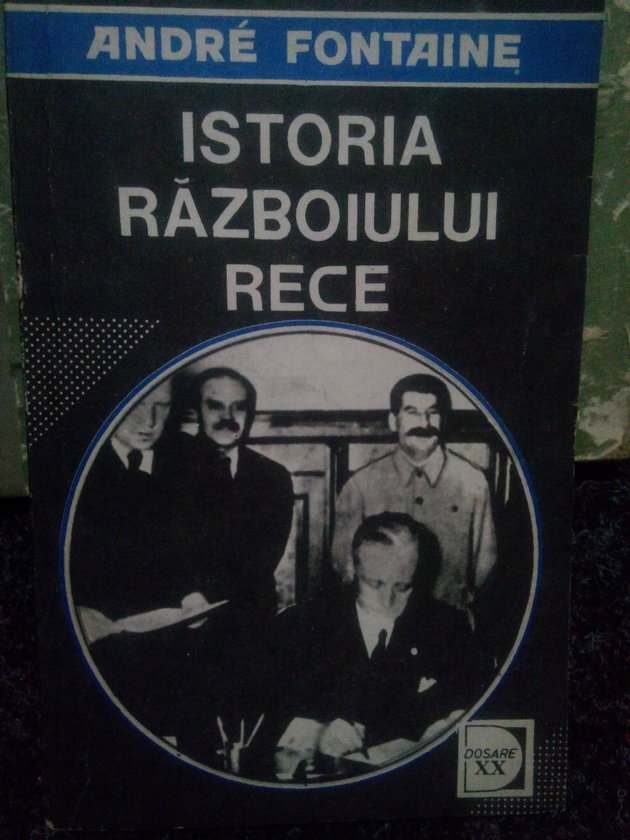 ANDRÉ FONTAINE
ISTORIA
RĂZBOIULUI
RECE
DOSARE
XX